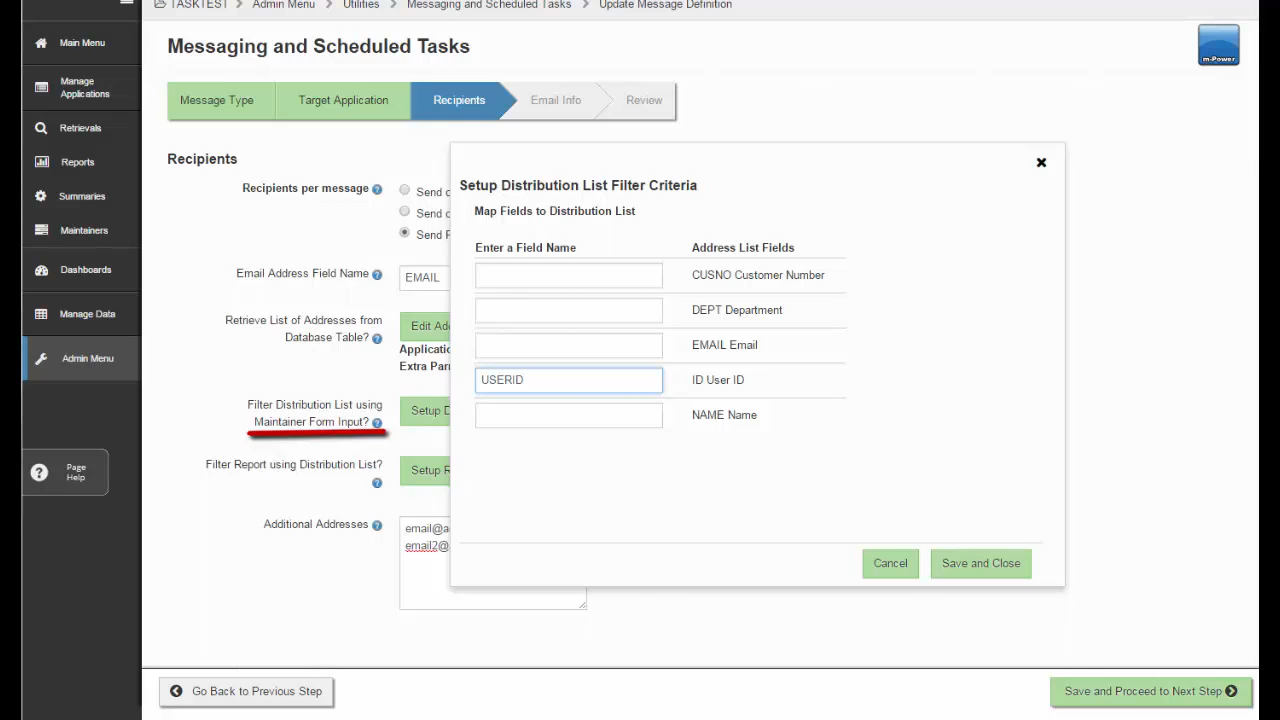 TASKTEST > Admin Menu > Utilities > Messaging and Scheduled Tasks > Update Message Definition
Main Menu
Manage
Applications
Retrievals
Reports
Summaries
Maintainers
Dashboards
Manage Data
Admin Menu
? Page
Help
Messaging and Scheduled Tasks
m-Power
Message Type
Target Application
Recipients
Email Info
Review
Recipients
Recipients per message ?
Send
Send
Send
Email Address Field Name ?
EMAIL
Retrieve List of Addresses from
Database Table? ?
Edit
Filter Distribution List using
Maintainer Form Input? ?
Setup
Filter Report using Distribution List?
?
Setup
Additional Addresses ?
email2@
Setup Distribution List Filter Criteria
Map Fields to Distribution List
Enter a Field Name
Address List Fields
CUSNO Customer Number
DEPT Department
EMAIL Email
USERID
ID User ID
NAME Name
Cancel
Save and Close
Go Back to Previous Step
Save and Proceed to Next Step